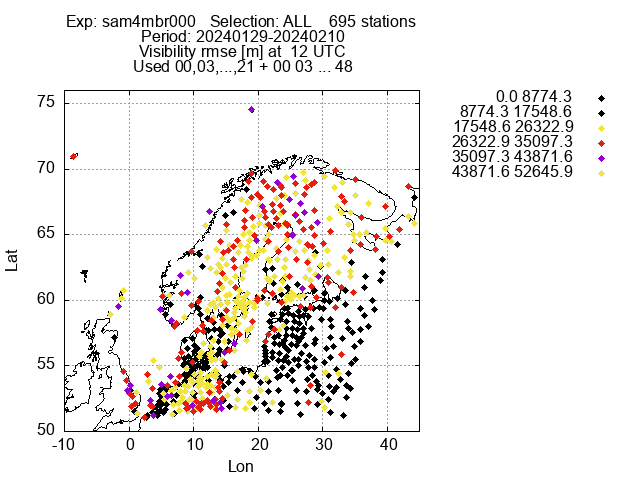 Exp: sam4mbr000   Selection: ALL    695 stations
Period: 20240129-20240210
Visibility rmse [m] at  12 UTC
Used 00,03,...,21 + 00 03 ... 48
0.0 8774.3
8774.3 17548.6
17548.6 26322.9
26322.9 35097.3
35097.3 43871.6
43871.6 52645.9
75
70
65
60
55
50
Lat
-10 0 10 20 30 40
Lon